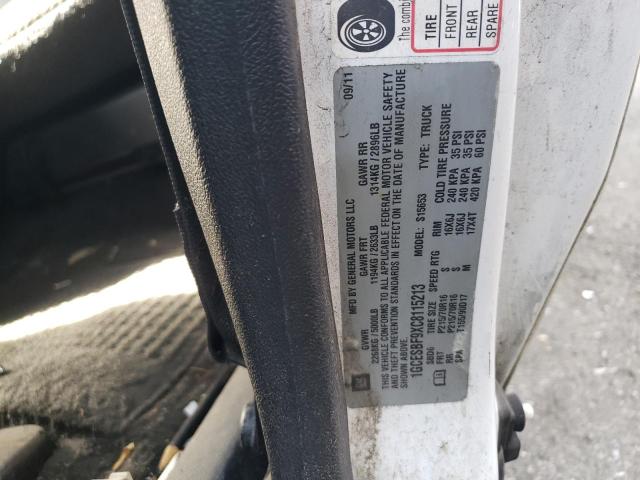 The comb
TIRE
FRONT
REAR
SPARE
MFD BY GENERAL MOTORS LLC
09/11
GVWR GAWR FRT GAWR RR
2268KG / 5000LB 1194KG / 2633LB 1314KG / 2896LB
THIS VEHICLE CONFORMS TO ALL APPLICABLE FEDERAL MOTOR VEHICLE SAFETY
AND THEFT PREVENTION STANDARDS IN EFFECT ON THE DATE OF MANUFACTURE
SHOWN ABOVE.
1GCESBF9XC8115213 MODEL: S15653 TYPE: TRUCK
SBD6 TIRE SIZE SPEED RTG RIM COLD TIRE PRESSURE
FRT P215/70R16 S 16X6J 240 KPA 35 PSI
RR P215/70R16 S 16X6J 240 KPA 35 PSI
SPA T155/90D17 M 17X4T 420 KPA 60 PSI
GM